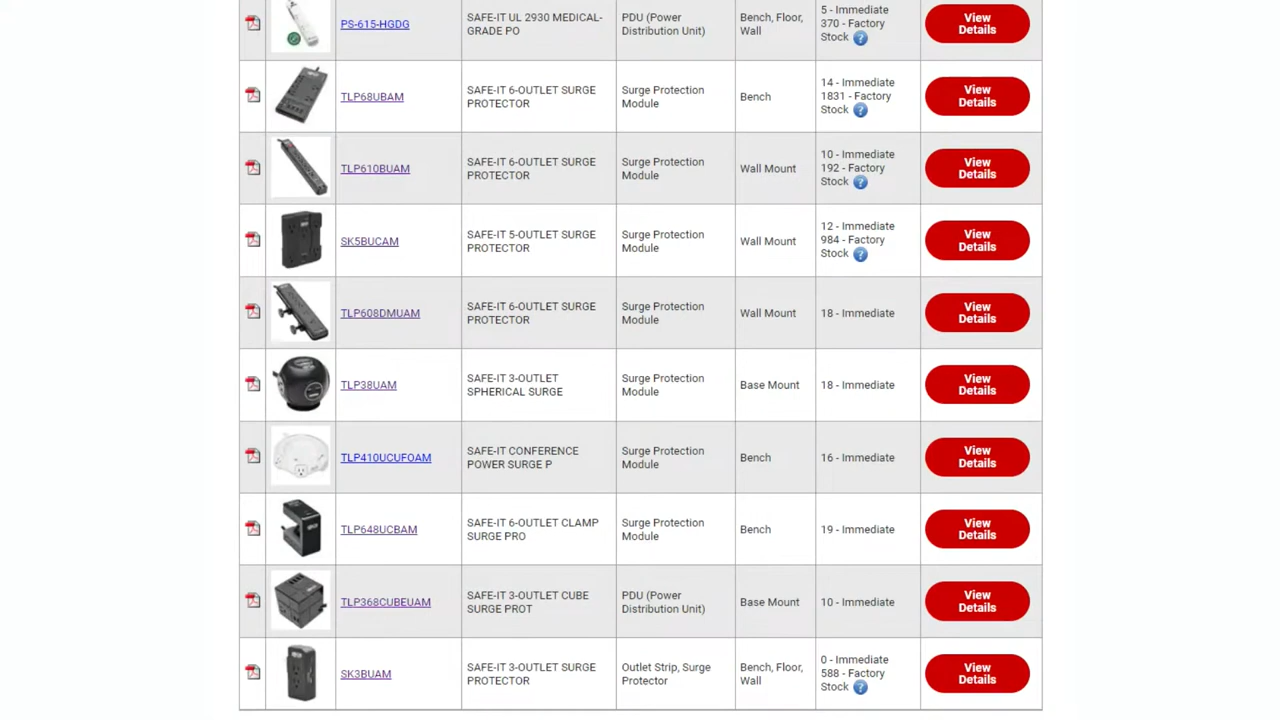 PS-615-HGDG
SAFE-IT UL 2930 MEDICAL-
GRADE PO
PDU (Power
Distribution Unit)
Bench, Floor,
Wall
5 - Immediate
370 - Factory
Stock
View
Details
TLP68UBAM
SAFE-IT 6-OUTLET SURGE
PROTECTOR
Surge Protection
Module
Bench
14 - Immediate
1831 - Factory
Stock
View
Details
TLP610BUAM
SAFE-IT 6-OUTLET SURGE
PROTECTOR
Surge Protection
Module
Wall Mount
10 - Immediate
192 - Factory
Stock
View
Details
SK5BUCAM
SAFE-IT 5-OUTLET SURGE
PROTECTOR
Surge Protection
Module
Wall Mount
12 - Immediate
984 - Factory
Stock
View
Details
TLP608DMUAM
SAFE-IT 6-OUTLET SURGE
PROTECTOR
Surge Protection
Module
Wall Mount
18 - Immediate
View
Details
TLP38UAM
SAFE-IT 3-OUTLET
SPHERICAL SURGE
Surge Protection
Module
Base Mount
18 - Immediate
View
Details
TLP410UCUFOAM
SAFE-IT CONFERENCE
POWER SURGE P
Surge Protection
Module
Bench
16 - Immediate
View
Details
TLP648UCBAM
SAFE-IT 6-OUTLET CLAMP
SURGE PRO
Surge Protection
Module
Bench
19 - Immediate
View
Details
TLP368CUBEUAM
SAFE-IT 3-OUTLET CUBE
SURGE PROT
PDU (Power
Distribution Unit)
Base Mount
10 - Immediate
View
Details
SK3BUAM
SAFE-IT 3-OUTLET SURGE
PROTECTOR
Outlet Strip, Surge
Protector
Bench, Floor,
Wall
0 - Immediate
588 - Factory
Stock
View
Details